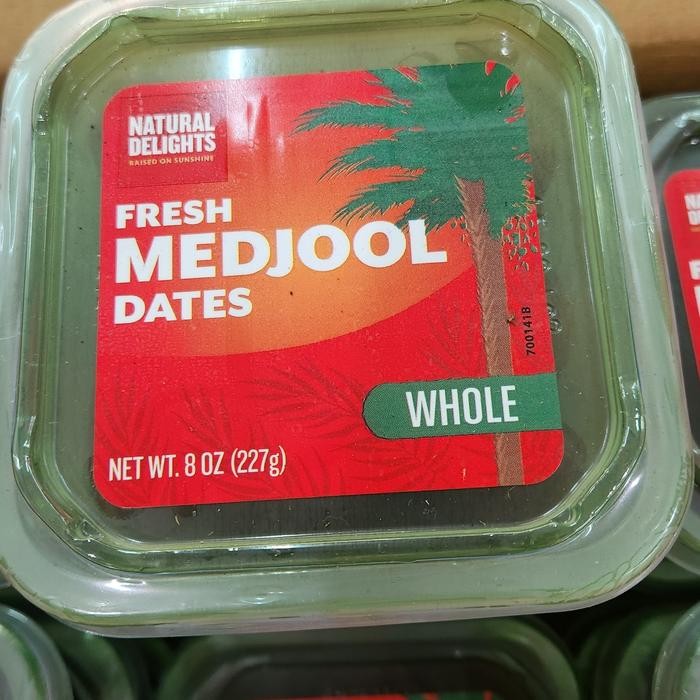 NATURAL
DELIGHTS
RAISED ON SUNSHINE
FRESH
MEDJOOL
DATES
700141B
WHOLE
NET WT. 8 OZ (227g)